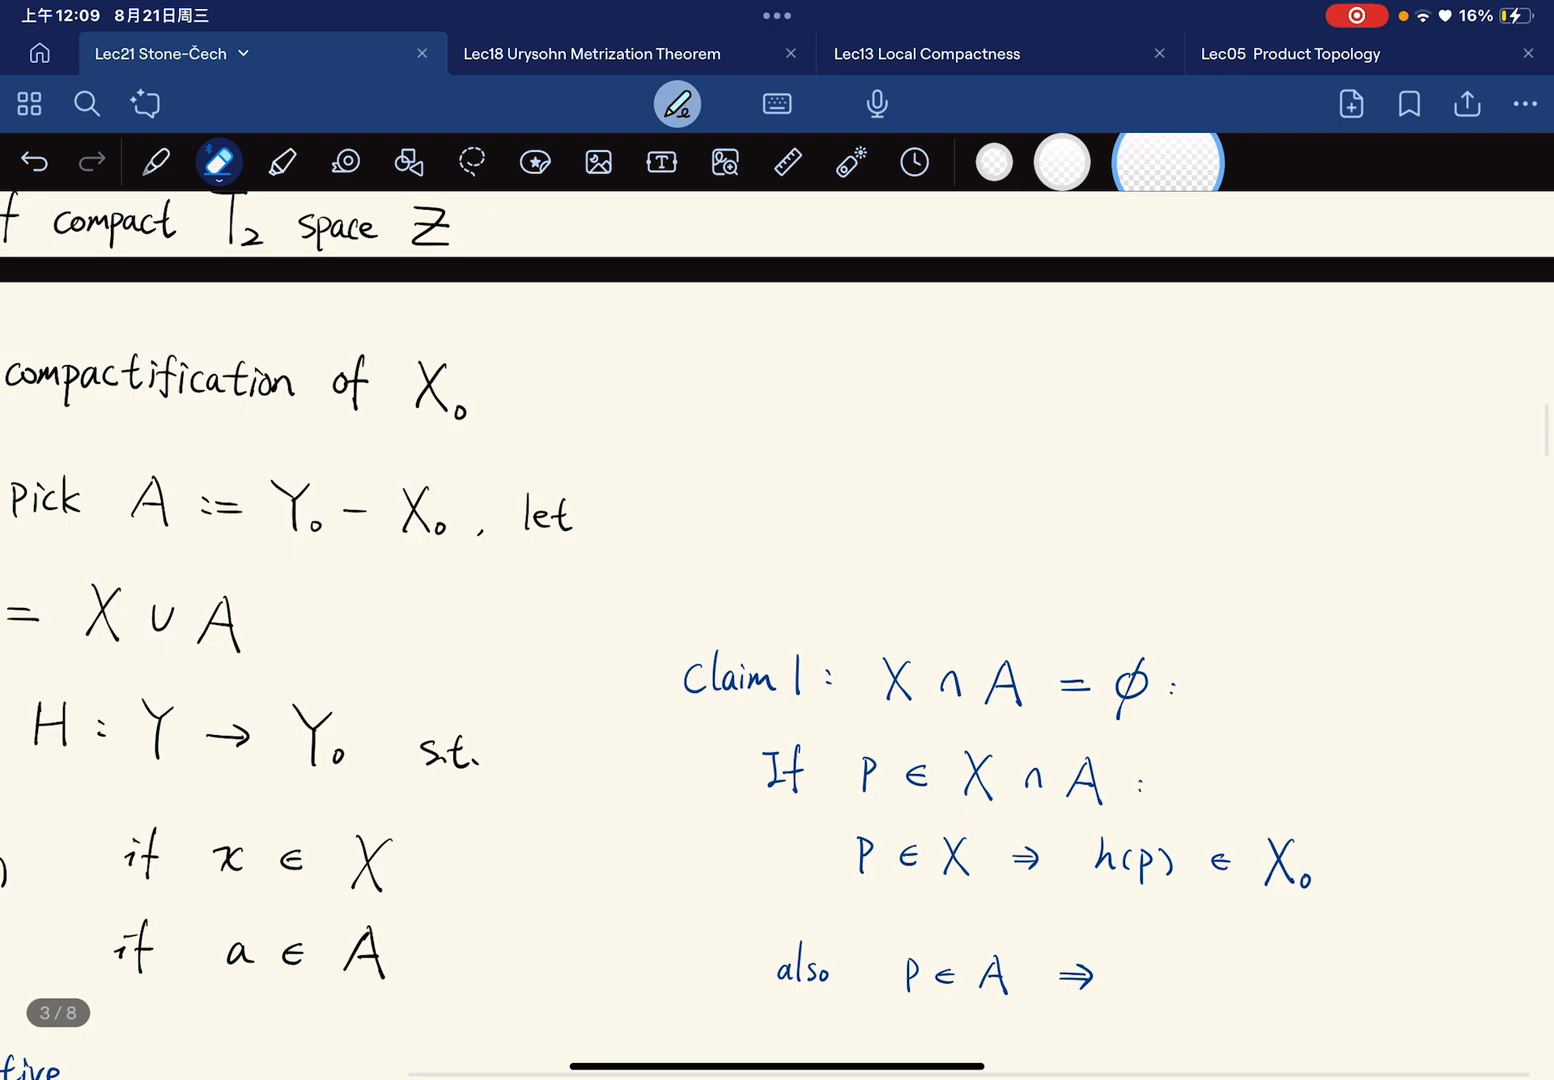 上午12:09 8月21日周三
16%
Lec21 Stone-Čech
Lec18 Urysohn Metrization Theorem
Lec13 Local Compactness
Lec05 Product Topology
f compact T₂ space Z
compactification of X₀
Pick A := Y₀ - X₀, let
= X ∪ A
H : Y → Y₀ s.t.
) if x ∈ X
if a ∈ A
Claim 1 : X ∩ A = ϕ :
If P ∈ X ∩ A :
P ∈ X ⇒ h(p) ∈ X₀
also P ∈ A ⇒
3 / 8
tive